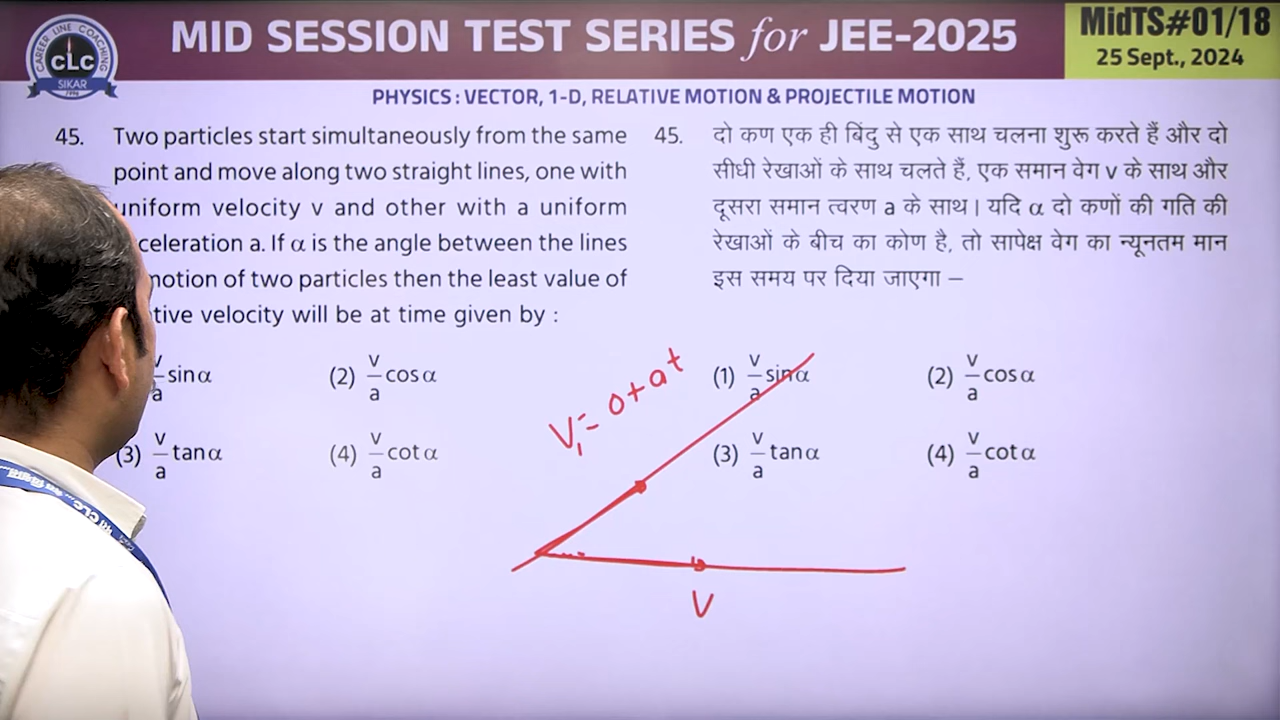 CAREER LINE COACHING
CLC
SIKAR
1996
MID SESSION TEST SERIES for JEE-2025
MidTS#01/18
25 Sept., 2024
PHYSICS : VECTOR, 1-D, RELATIVE MOTION & PROJECTILE MOTION
45. Two particles start simultaneously from the same
point and move along two straight lines, one with
uniform velocity v and other with a uniform
celeration a. If α is the angle between the lines
motion of two particles then the least value of
tive velocity will be at time given by :
v/a sinα (2) v/a cosα
(3) v/a tanα (4) v/a cotα
45. दो कण एक ही बिंदु से एक साथ चलना शुरू करते हैं और दो
सीधी रेखाओं के साथ चलते हैं, एक समान वेग v के साथ और
दूसरा समान त्वरण a के साथ। यदि α दो कणों की गति की
रेखाओं के बीच का कोण है, तो सापेक्ष वेग का न्यूनतम मान
इस समय पर दिया जाएगा –
(1) v/a sinα (2) v/a cosα
(3) v/a tanα (4) v/a cotα
V₁= 0+at
V
CLC